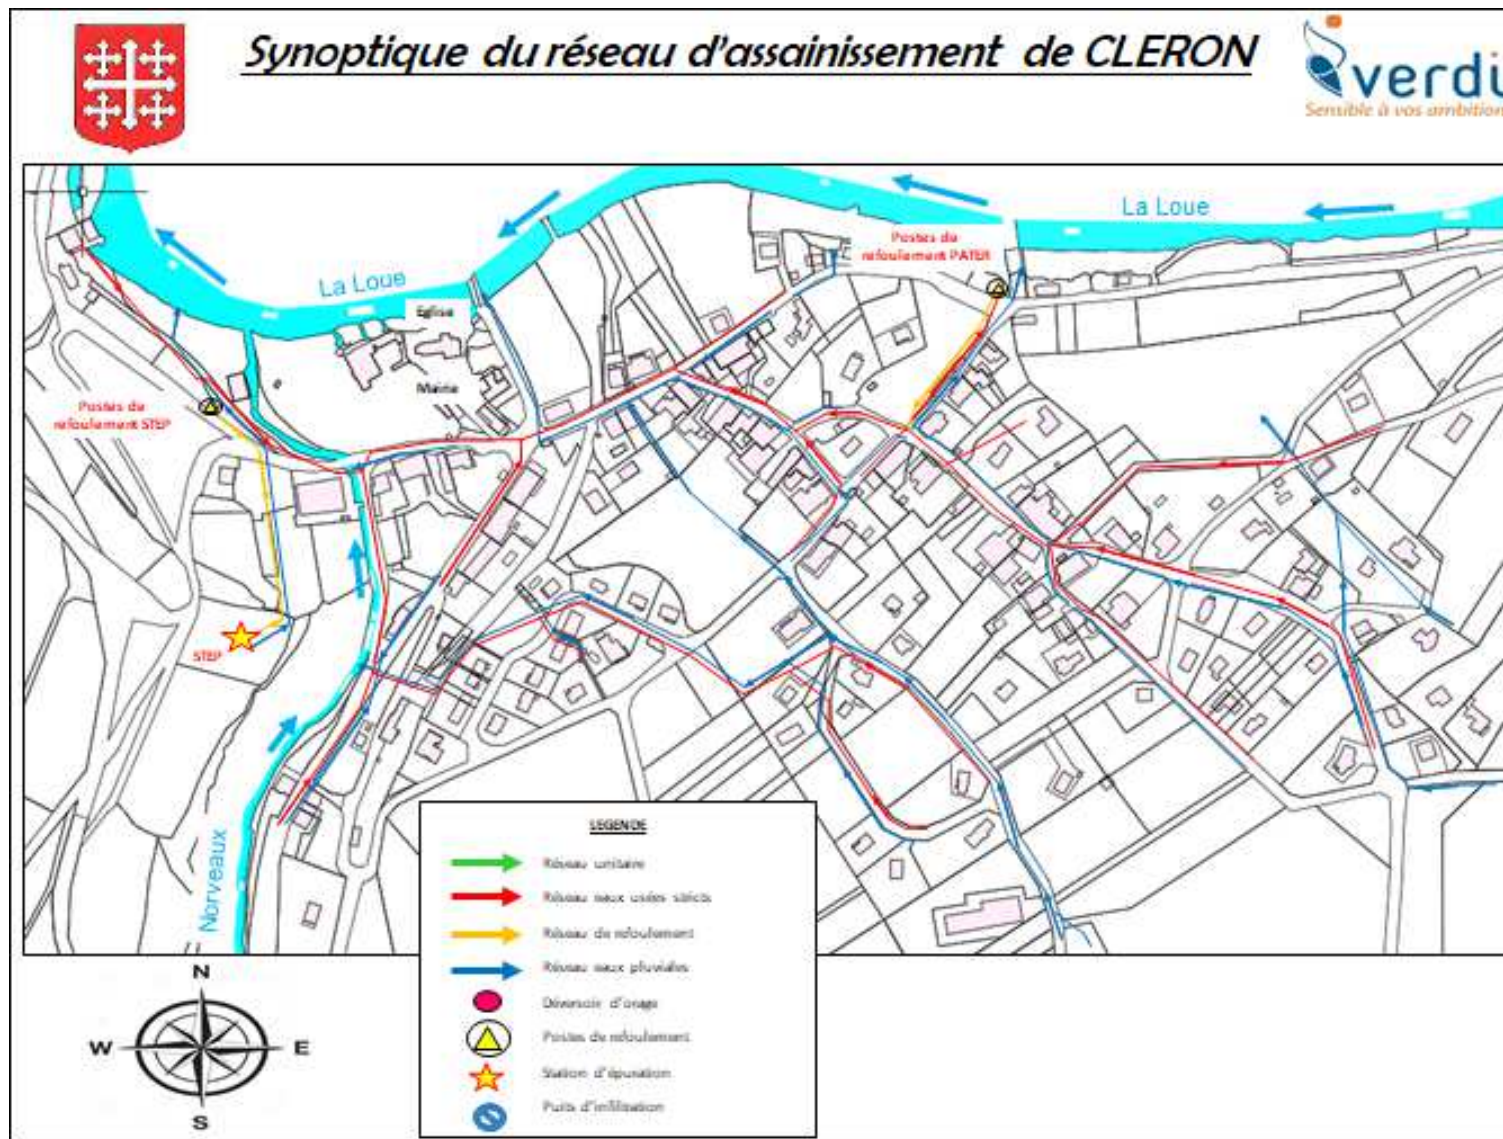 Synoptique du réseau d'assainissement de CLERON
verdi
Sensible à vos ambition
La Loue
Postes de
refoulement PATER
La Loue
Eglise
Mairie
Postes de
refoulement STEP
STEP
Norveaux
LEGENDE
Réseau unitaire
Réseau eaux usées stricts
Réseau de refoulement
Réseau eaux pluviales
Déversoir d'orage
Postes de refoulement
Station d'épuration
Puits d'infiltration
N
W
E
S